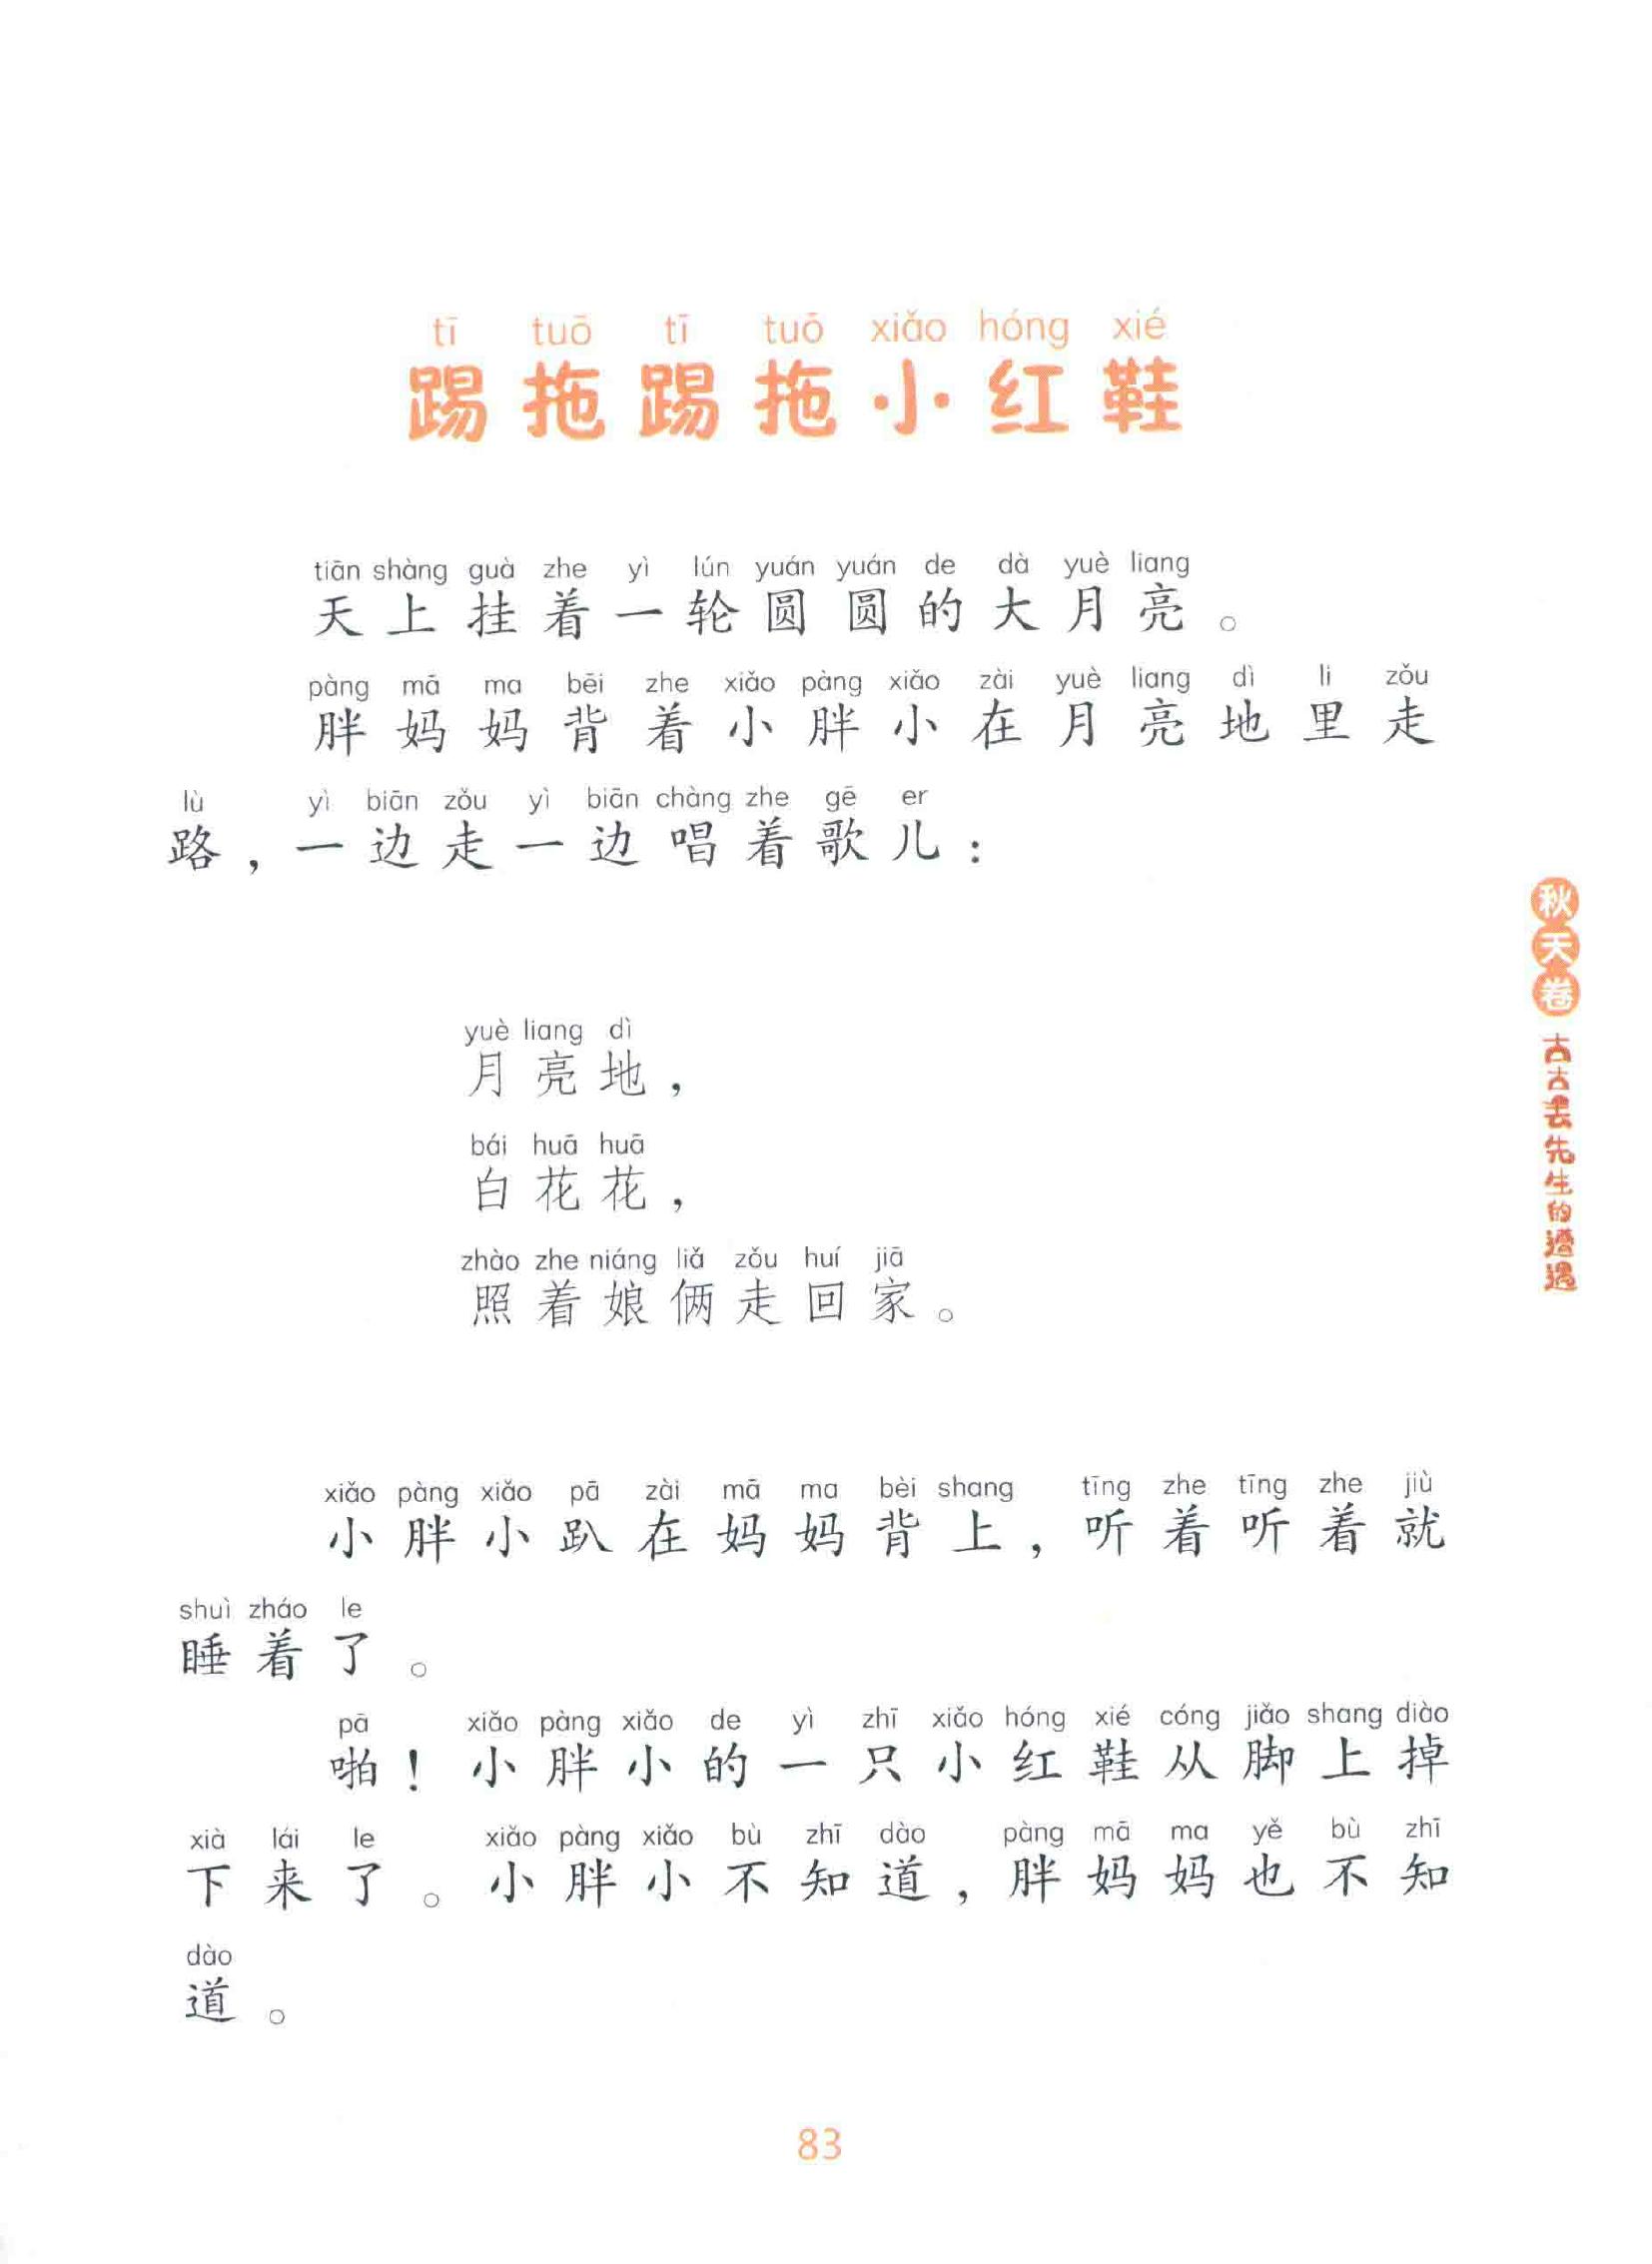 tī tuō tī tuō xiǎo hóng xié
踢拖踢拖小红鞋
tiān shàng guà zhe yì lún yuán yuán de dà yuè liang
天上挂着一轮圆圆的大月亮。
pàng mā ma bēi zhe xiǎo pàng xiǎo zài yuè liang dì li zǒu
胖妈妈背着小胖小在月亮地里走
lù yì biān zǒu yì biān chàng zhe gē er
路，一边走一边唱着歌儿：
yuè liang dì
月亮地，
bái huā huā
白花花，
zhào zhe niáng liǎ zǒu huí jiā
照着娘俩走回家。
xiǎo pàng xiǎo pā zài mā ma bèi shang tīng zhe tīng zhe jiù
小胖小趴在妈妈背上，听着听着就
shuì zháo le
睡着了。
pā xiǎo pàng xiǎo de yì zhī xiǎo hóng xié cóng jiǎo shang diào
啪！小胖小的一只小红鞋从脚上掉
xià lái le xiǎo pàng xiǎo bù zhī dào pàng mā ma yě bù zhī
下来了。小胖小不知道，胖妈妈也不知
dào
道。
秋天卷
古古丢先生的遭遇
83